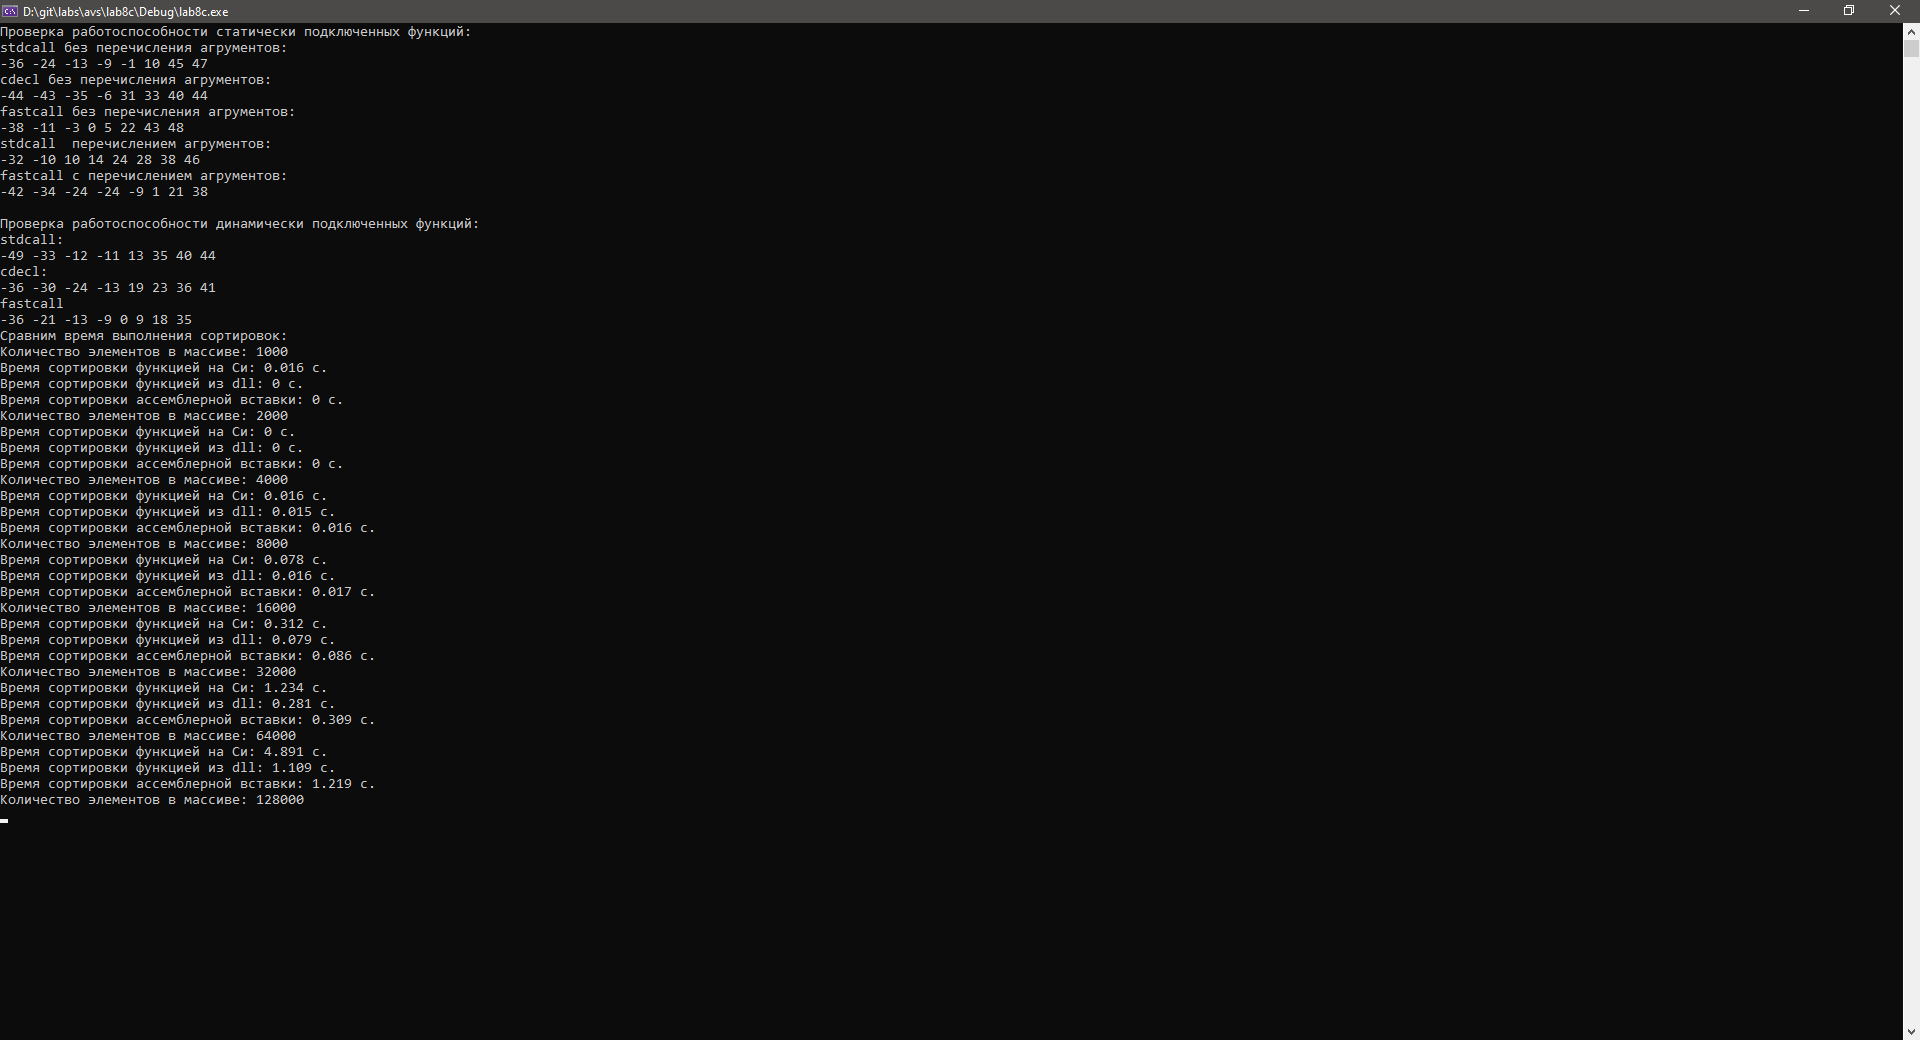 D:\git\labs\avs\lab8c\Debug\lab8c.exe
Проверка работоспособности статически подключенных функций:
stdcall без перечисления агрументов:
-36 -24 -13 -9 -1 10 45 47
cdecl без перечисления агрументов:
-44 -43 -35 -6 31 33 40 44
fastcall без перечисления агрументов:
-38 -11 -3 0 5 22 43 48
stdcall  перечислением агрументов:
-32 -10 10 14 24 28 38 46
fastcall с перечислением агрументов:
-42 -34 -24 -24 -9 1 21 38
Проверка работоспособности динамически подключенных функций:
stdcall:
-49 -33 -12 -11 13 35 40 44
cdecl:
-36 -30 -24 -13 19 23 36 41
fastcall
-36 -21 -13 -9 0 9 18 35
Сравним время выполнения сортировок:
Количество элементов в массиве: 1000
Время сортировки функцией на Си: 0.016 с.
Время сортировки функцией из dll: 0 с.
Время сортировки ассемблерной вставки: 0 с.
Количество элементов в массиве: 2000
Время сортировки функцией на Си: 0 с.
Время сортировки функцией из dll: 0 с.
Время сортировки ассемблерной вставки: 0 с.
Количество элементов в массиве: 4000
Время сортировки функцией на Си: 0.016 с.
Время сортировки функцией из dll: 0.015 с.
Время сортировки ассемблерной вставки: 0.016 с.
Количество элементов в массиве: 8000
Время сортировки функцией на Си: 0.078 с.
Время сортировки функцией из dll: 0.016 с.
Время сортировки ассемблерной вставки: 0.017 с.
Количество элементов в массиве: 16000
Время сортировки функцией на Си: 0.312 с.
Время сортировки функцией из dll: 0.079 с.
Время сортировки ассемблерной вставки: 0.086 с.
Количество элементов в массиве: 32000
Время сортировки функцией на Си: 1.234 с.
Время сортировки функцией из dll: 0.281 с.
Время сортировки ассемблерной вставки: 0.309 с.
Количество элементов в массиве: 64000
Время сортировки функцией на Си: 4.891 с.
Время сортировки функцией из dll: 1.109 с.
Время сортировки ассемблерной вставки: 1.219 с.
Количество элементов в массиве: 128000